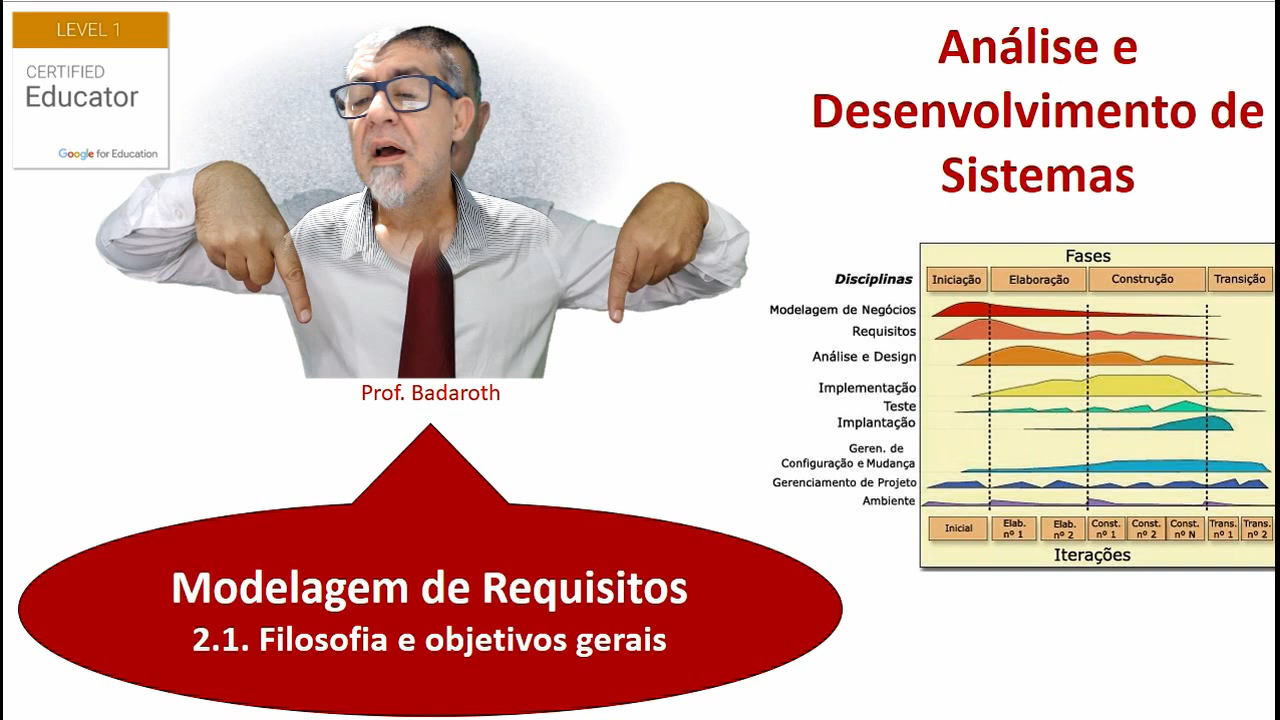 LEVEL 1
CERTIFIED
Educator
Google for Education
Análise e
Desenvolvimento de
Sistemas
Prof. Badaroth
Modelagem de Requisitos
2.1. Filosofia e objetivos gerais
Fases
Disciplinas
Iniciação
Elaboração
Construção
Transição
Modelagem de Negócios
Requisitos
Análise e Design
Implementação
Teste
Implantação
Geren. de
Configuração e Mudança
Gerenciamento de Projeto
Ambiente
Inicial
Elab.
nº 1
Elab.
nº 2
Const.
nº 1
Const.
nº 2
Const.
nº N
Trans.
nº 1
Trans.
nº 2
Iterações